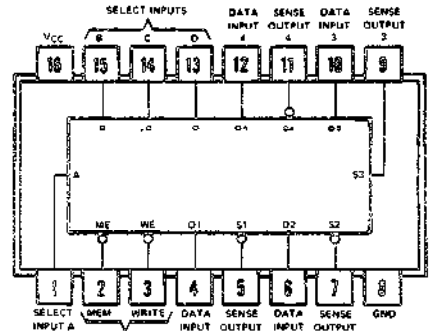 SELECT INPUTS
DATA SENSE DATA SENSE
INPUT OUTPUT INPUT OUTPUT
VCC B C D 4 4 3 3
16 15 14 13 12 11 10 9
B C D D4 S4 D3
A S3
ME WE D1 S1 D2 S2
1 2 3 4 5 6 7 8
SELECT MEM WRITE DATA SENSE DATA SENSE GND
INPUT A INPUT OUTPUT INPUT OUTPUT